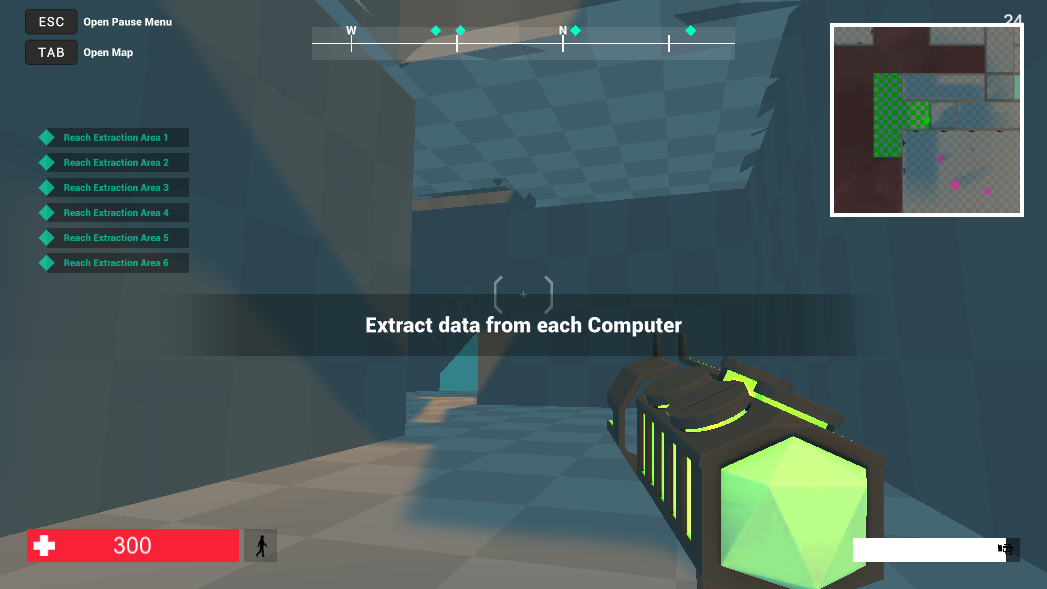 ESC Open Pause Menu
TAB Open Map
W N
24
Reach Extraction Area 1
Reach Extraction Area 2
Reach Extraction Area 3
Reach Extraction Area 4
Reach Extraction Area 5
Reach Extraction Area 6
Extract data from each Computer
300